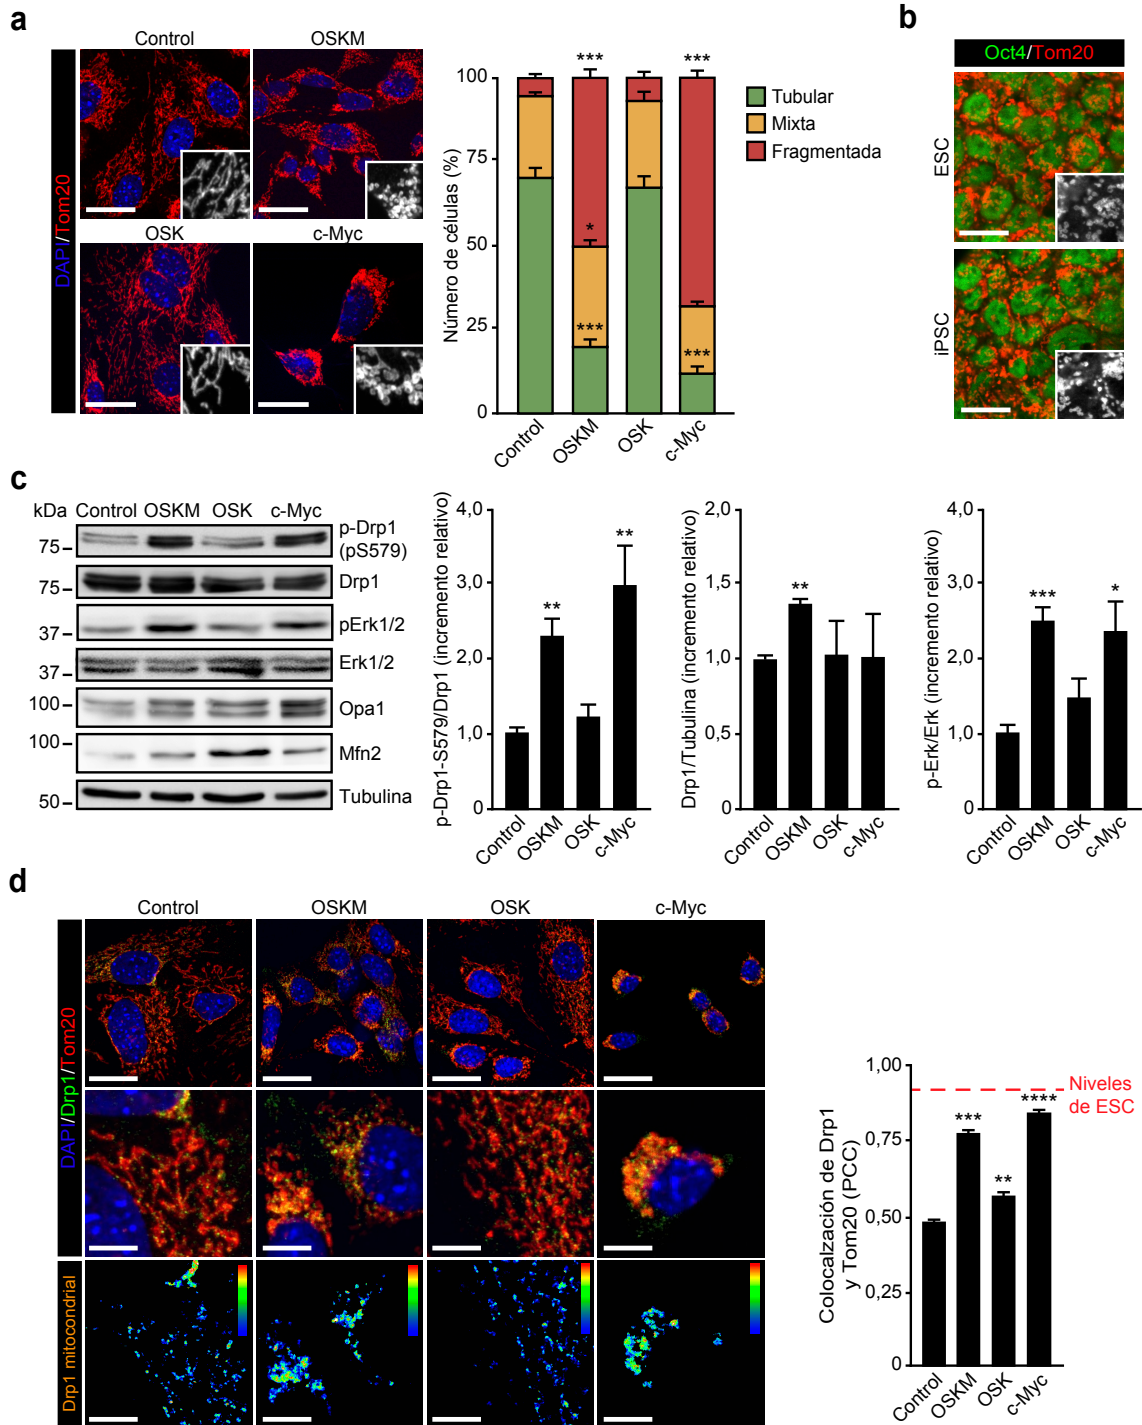 a
Control
OSKM
OSK
c-Myc
DAPI/Tom20
Número de células (%)
100
75
50
25
0
***
***
*
***
***
Control
OSKM
OSK
c-Myc
Tubular
Mixta
Fragmentada
b
Oct4/Tom20
ESC
iPSC
c
kDa
Control OSKM OSK c-Myc
75
p-Drp1
(pS579)
75
Drp1
37
pErk1/2
37
Erk1/2
100
Opa1
100
Mfn2
50
Tubulina
p-Drp1-S579/Drp1 (incremento relativo)
4,0
3,0
2,0
1,0
0
**
**
Control
OSKM
OSK
c-Myc
Drp1/Tubulina (incremento relativo)
2,0
1,5
1,0
0,5
0
**
Control
OSKM
OSK
c-Myc
p-Erk/Erk (incremento relativo)
4,0
3,0
2,0
1,0
0
***
*
Control
OSKM
OSK
c-Myc
d
Control
OSKM
OSK
c-Myc
DAPI/Drp1/Tom20
Drp1 mitocondrial
Colocalzación de Drp1
y Tom20 (PCC)
1,00
0,75
0,50
0,25
0
Niveles
de ESC
***
**
****
Control
OSKM
OSK
c-Myc